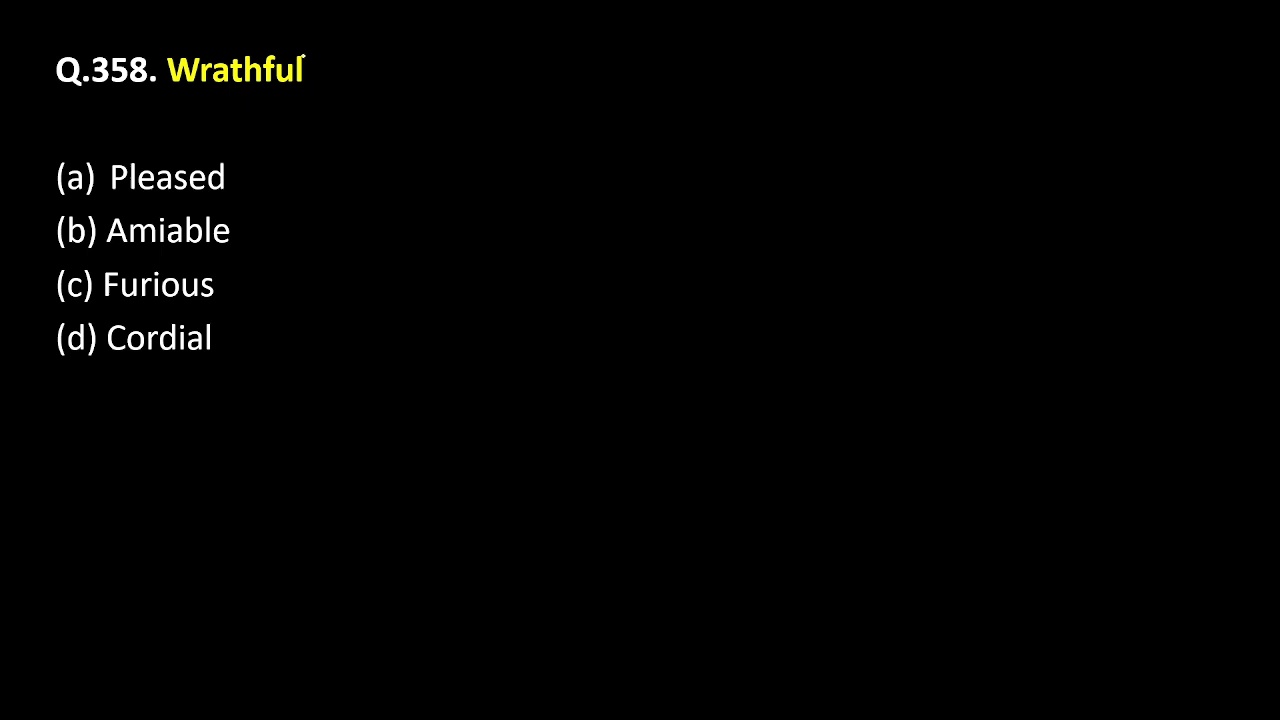 Q.358. Wrathful
(a) Pleased
(b) Amiable
(c) Furious
(d) Cordial